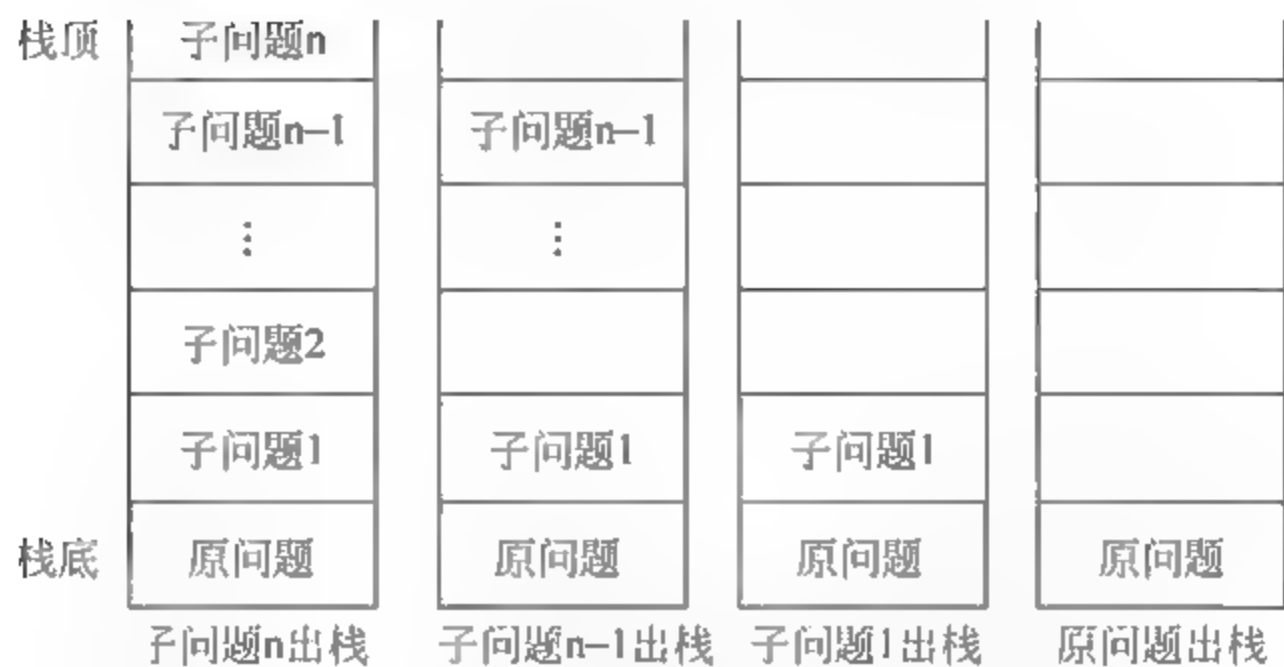 栈顶 子问题n
子问题n-1 子问题n-1
⋮ ⋮
子问题2
子问题1 子问题1 子问题1
栈底 原问题 原问题 原问题 原问题
子问题n出栈 子问题n-1出栈 子问题1出栈 原问题出栈